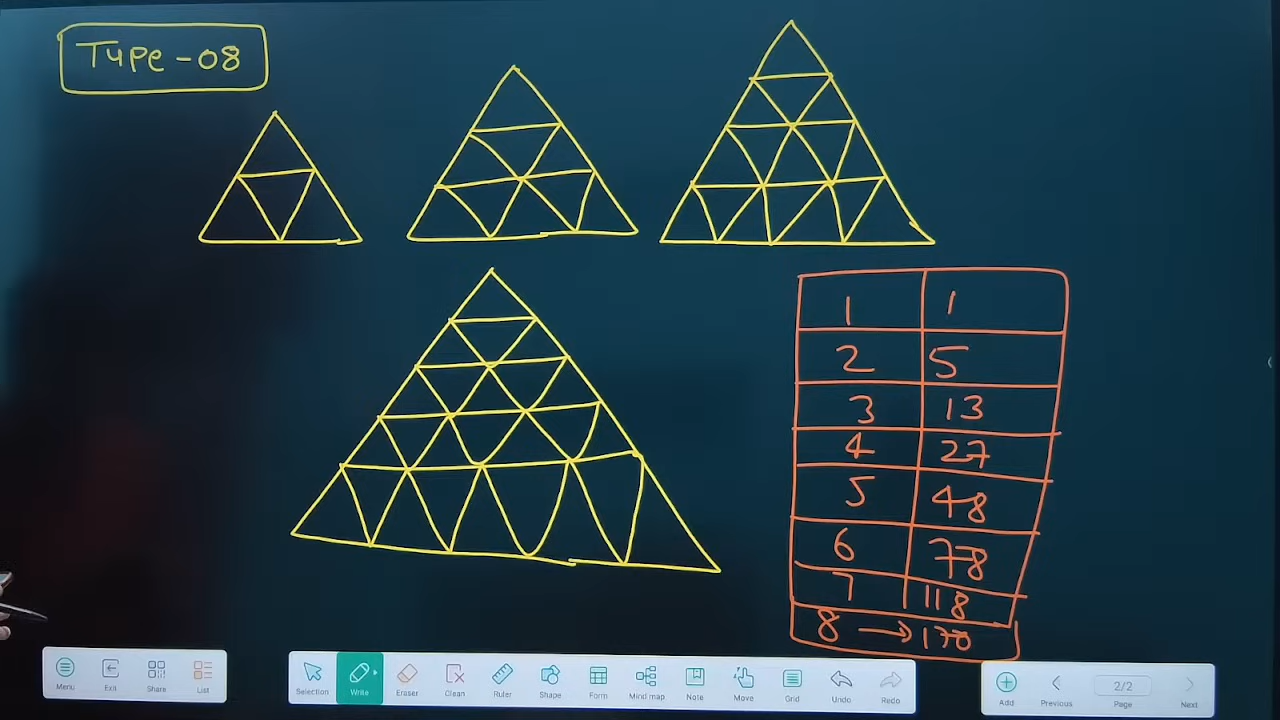 Type-08
1 1
2 5
3 13
4 27
5 48
6 78
7 118
8 → 170
Menu Exit Share List
Selection Write Eraser Clean Ruler Shape Form Mind map Note Move Grid Undo Redo
Add Previous 2/2 Page Next